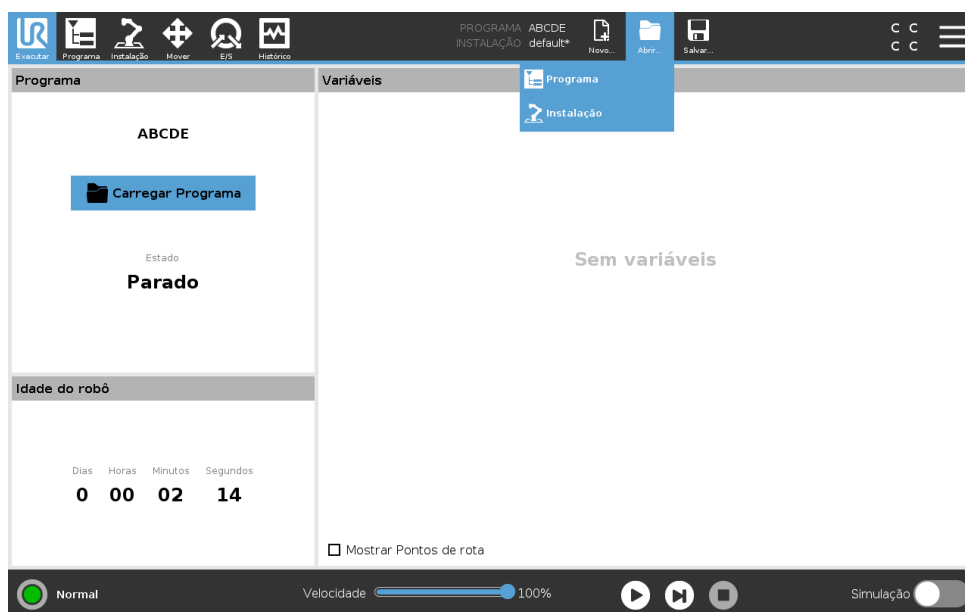 UR
PROGRAMA ABCDE
INSTALAÇÃO default*
Executar Programa Instalação Mover E/S Histórico
Novo... Abrir... Salvar...
C C
C C
Programa
Instalação
Programa
ABCDE
Carregar Programa
Estado
Parado
Variáveis
Sem variáveis
Mostrar Pontos de rota
Idade do robô
Dias Horas Minutos Segundos
0 00 02 14
Normal
Velocidade 100%
Simulação